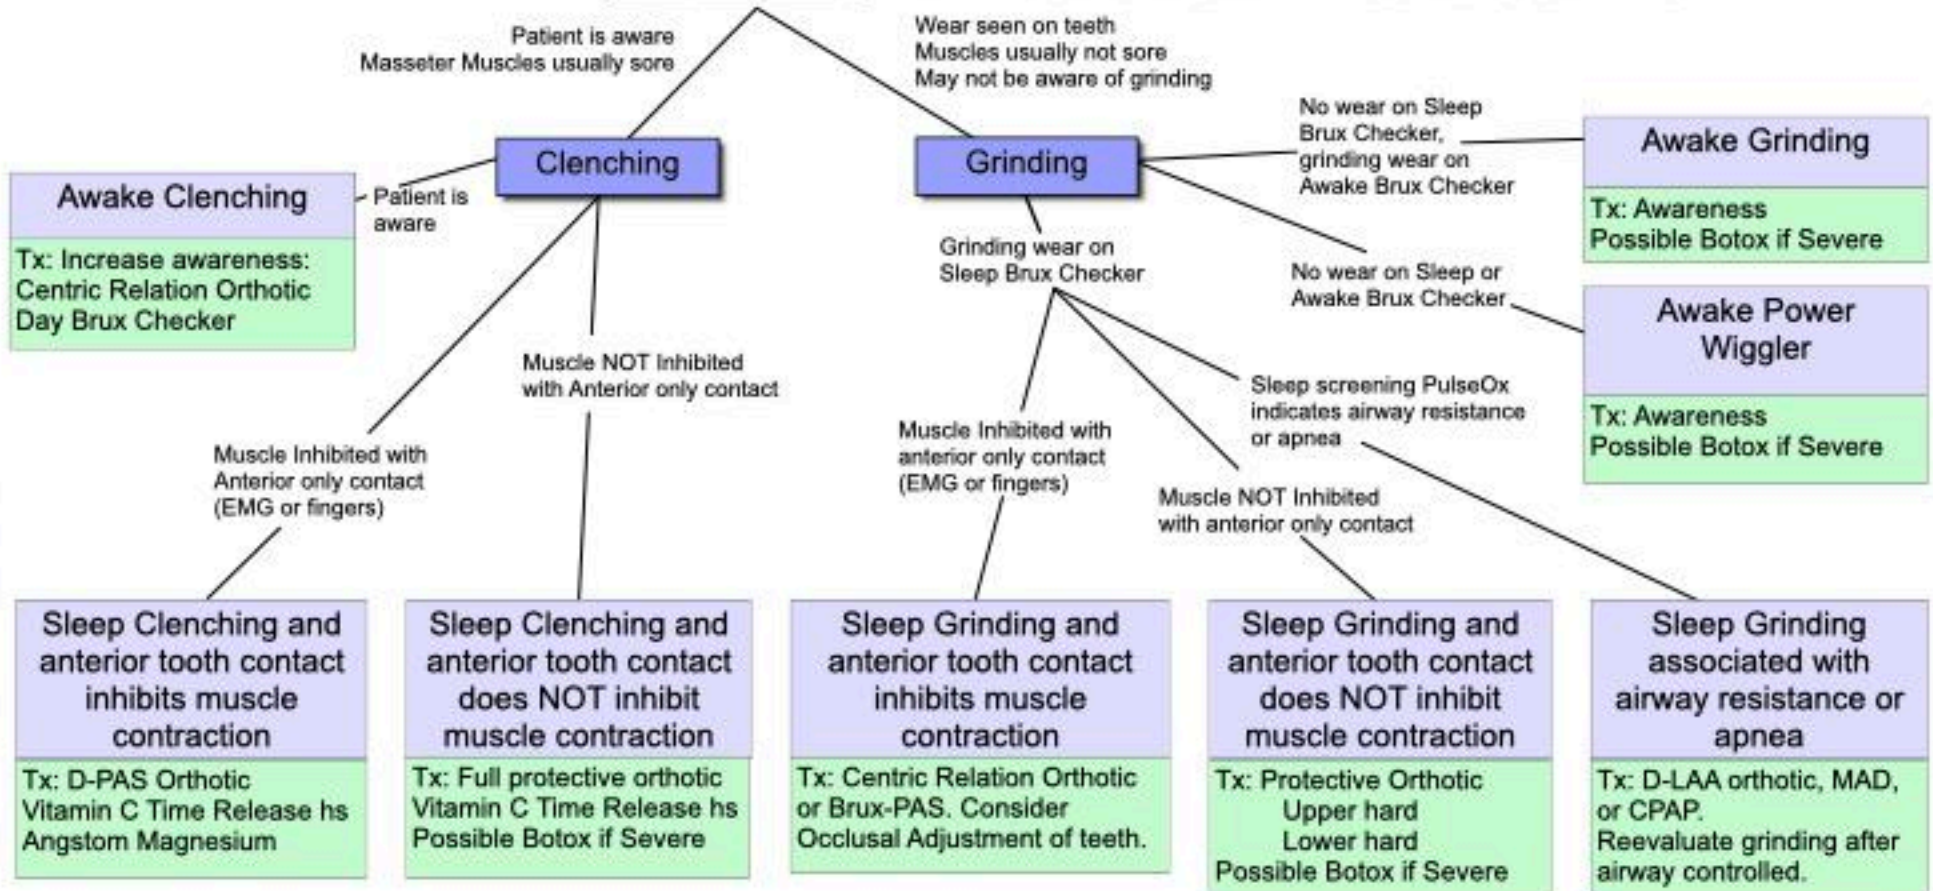 Patient is aware
Masseter Muscles usually sore
Wear seen on teeth
Muscles usually not sore
May not be aware of grinding
Clenching
Grinding
Patient is
aware
Awake Clenching
Tx: Increase awareness:
Centric Relation Orthotic
Day Brux Checker
No wear on Sleep
Brux Checker,
grinding wear on
Awake Brux Checker
Awake Grinding
Tx: Awareness
Possible Botox if Severe
Grinding wear on
Sleep Brux Checker
No wear on Sleep or
Awake Brux Checker
Awake Power
Wiggler
Tx: Awareness
Possible Botox if Severe
Muscle NOT Inhibited
with Anterior only contact
Muscle Inhibited with
Anterior only contact
(EMG or fingers)
Muscle Inhibited with
anterior only contact
(EMG or fingers)
Sleep screening PulseOx
indicates airway resistance
or apnea
Muscle NOT Inhibited
with anterior only contact
Sleep Clenching and
anterior tooth contact
inhibits muscle
contraction
Tx: D-PAS Orthotic
Vitamin C Time Release hs
Angstom Magnesium
Sleep Clenching and
anterior tooth contact
does NOT inhibit
muscle contraction
Tx: Full protective orthotic
Vitamin C Time Release hs
Possible Botox if Severe
Sleep Grinding and
anterior tooth contact
inhibits muscle
contraction
Tx: Centric Relation Orthotic
or Brux-PAS. Consider
Occlusal Adjustment of teeth.
Sleep Grinding and
anterior tooth contact
does NOT inhibit
muscle contraction
Tx: Protective Orthotic
Upper hard
Lower hard
Possible Botox if Severe
Sleep Grinding
associated with
airway resistance or
apnea
Tx: D-LAA orthotic, MAD,
or CPAP.
Reevaluate grinding after
airway controlled.